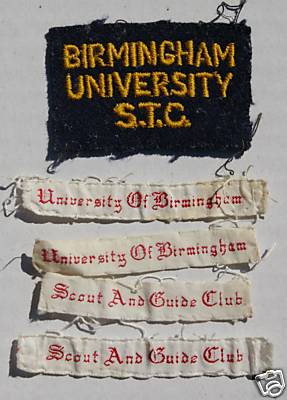 BIRMINGHAM
UNIVERSITY
S.T.C.
University Of Birmingham
University Of Birmingham
Scout And Guide Club
Scout And Guide Club